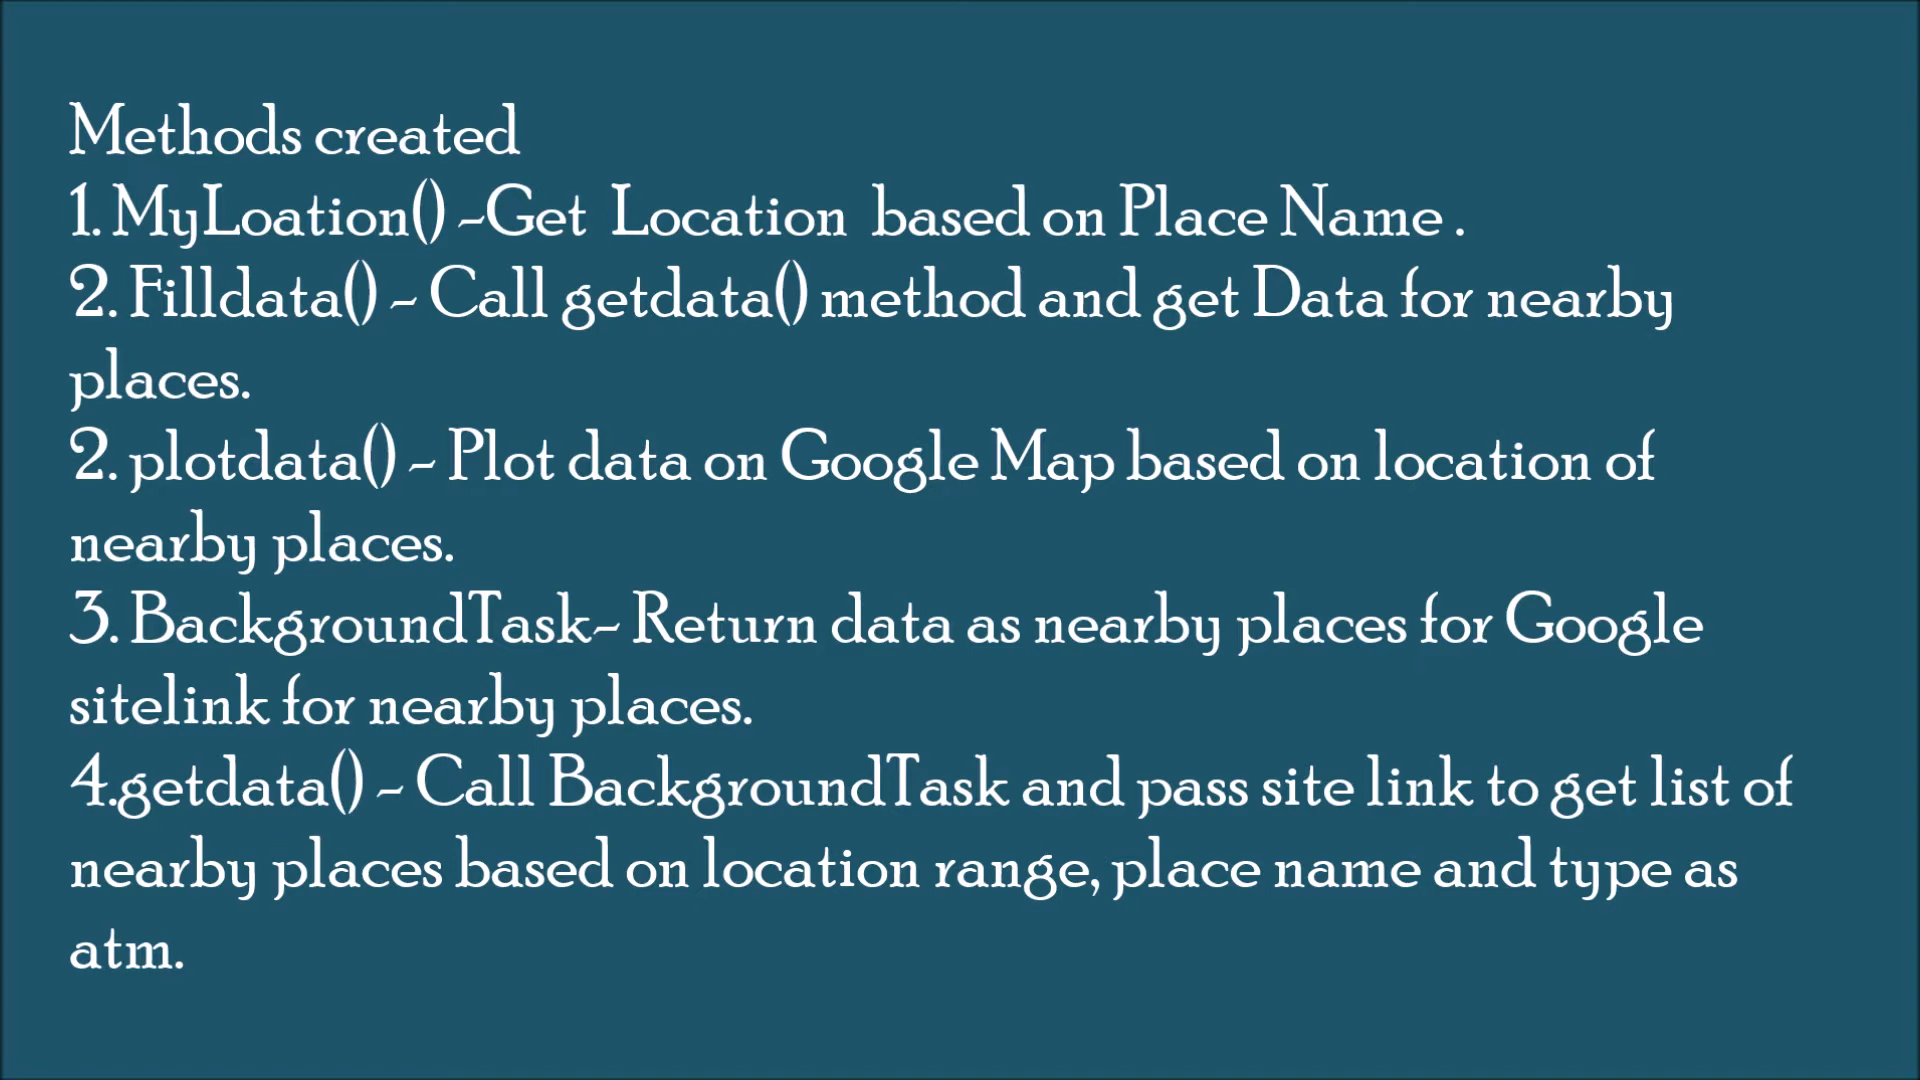 Methods created
1. MyLoation() -Get Location based on Place Name .
2. Filldata() - Call getdata() method and get Data for nearby
places.
2. plotdata() - Plot data on Google Map based on location of
nearby places.
3. BackgroundTask- Return data as nearby places for Google
sitelink for nearby places.
4.getdata() - Call BackgroundTask and pass site link to get list of
nearby places based on location range, place name and type as
atm.